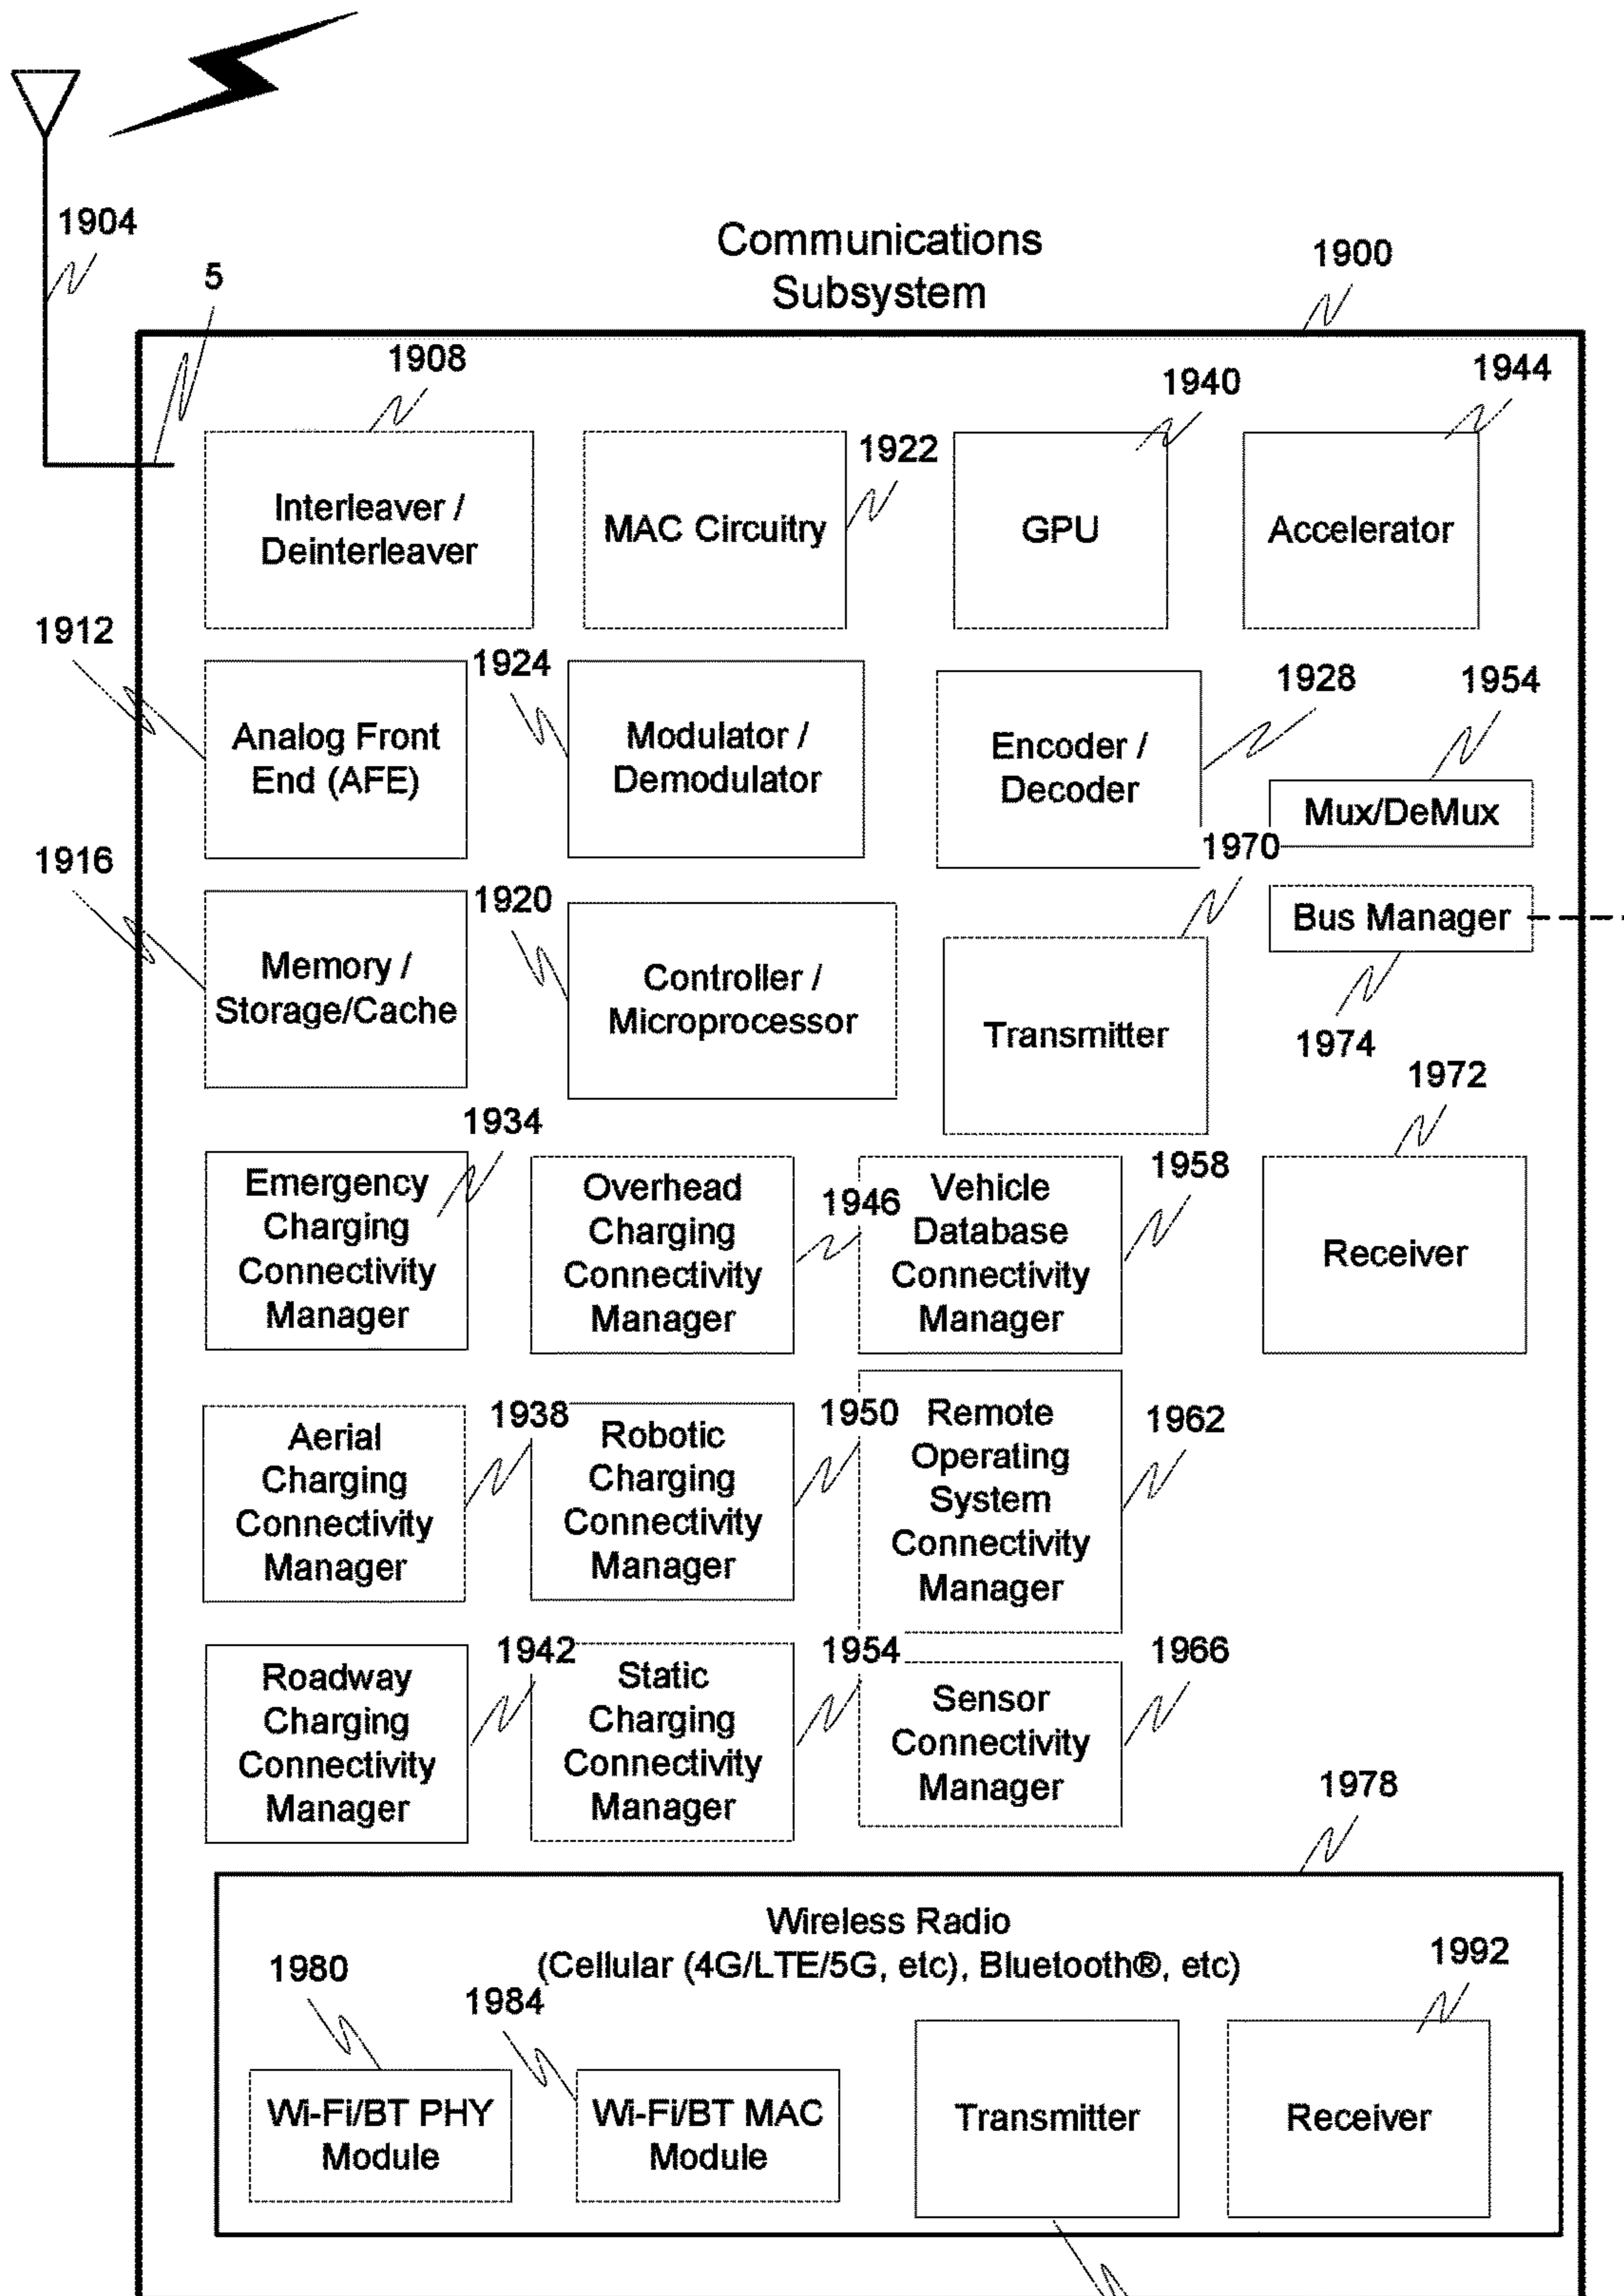 1904
5
Communications
Subsystem
1900
1908
1940
1944
1922
Interleaver /
Deinterleaver
MAC Circuitry
GPU
Accelerator
1912
1924
1928
1954
Analog Front
End (AFE)
Modulator /
Demodulator
Encoder /
Decoder
Mux/DeMux
1970
1916
1920
Bus Manager
Memory /
Storage/Cache
Controller /
Microprocessor
Transmitter
1974
1972
1934
1958
1946
Emergency
Charging
Connectivity
Manager
Overhead
Charging
Connectivity
Manager
Vehicle
Database
Connectivity
Manager
Receiver
1938
1950
1962
Aerial
Charging
Connectivity
Manager
Robotic
Charging
Connectivity
Manager
Remote
Operating
System
Connectivity
Manager
1942
1954
1966
Roadway
Charging
Connectivity
Manager
Static
Charging
Connectivity
Manager
Sensor
Connectivity
Manager
1978
Wireless Radio
(Cellular (4G/LTE/5G, etc), Bluetooth®, etc)
1980
1984
1992
Wi-Fi/BT PHY
Module
Wi-Fi/BT MAC
Module
Transmitter
Receiver